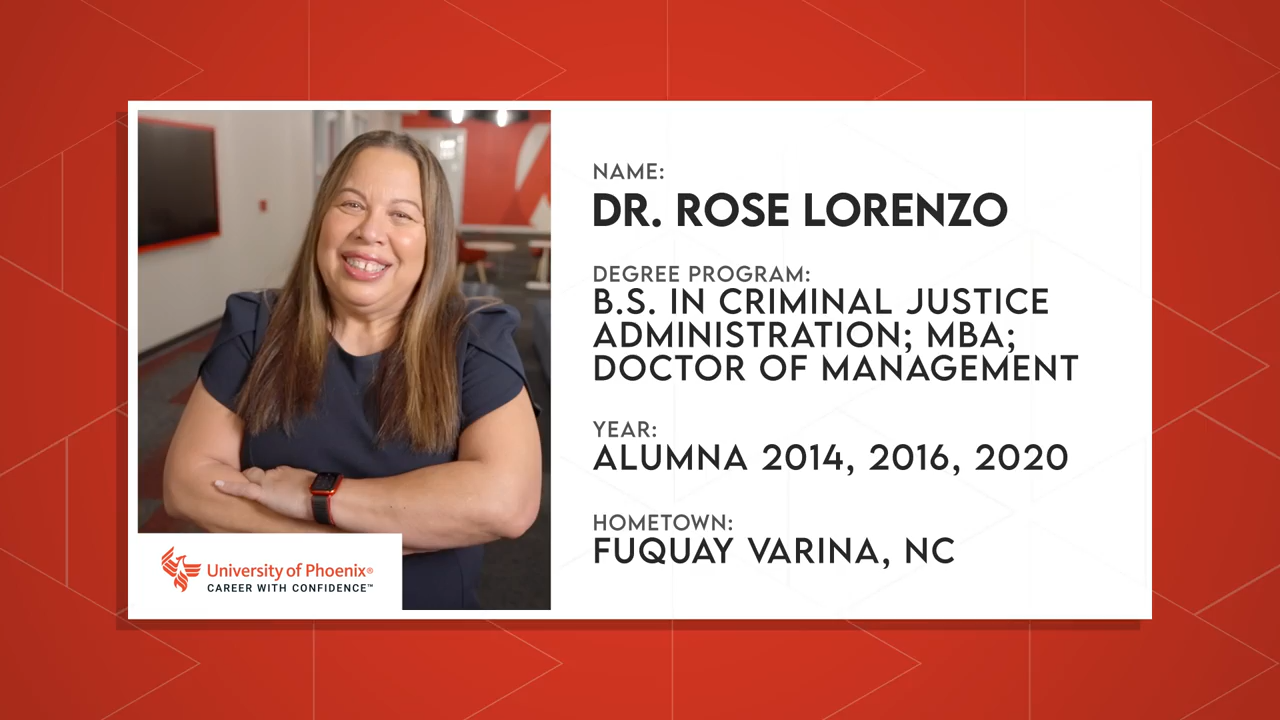 NAME:
DR. ROSE LORENZO
DEGREE PROGRAM:
B.S. IN CRIMINAL JUSTICE
ADMINISTRATION; MBA;
DOCTOR OF MANAGEMENT
YEAR:
ALUMNA 2014, 2016, 2020
HOMETOWN:
FUQUAY VARINA, NC
University of Phoenix®
CAREER WITH CONFIDENCE™